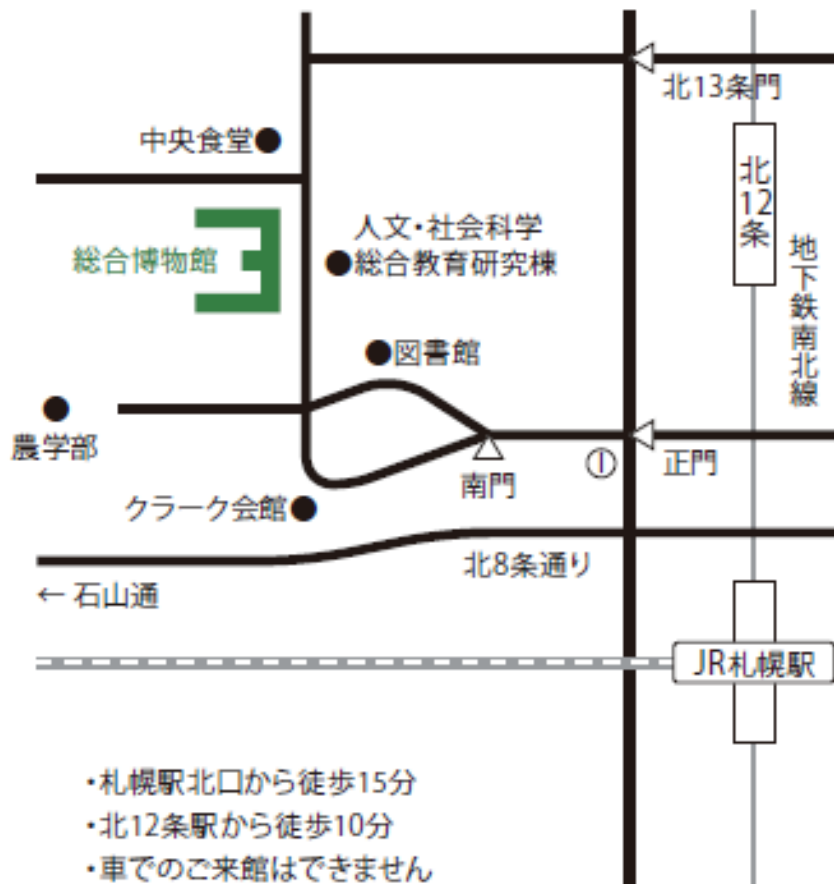 北13条門
中央食堂
北12条
人文・社会科学
総合教育研究棟
総合博物館
地下鉄南北線
図書館
農学部
正門
南門
クラーク会館
北8条通り
← 石山通
JR札幌駅
・札幌駅北口から徒歩15分
・北12条駅から徒歩10分
・車でのご来館はできません